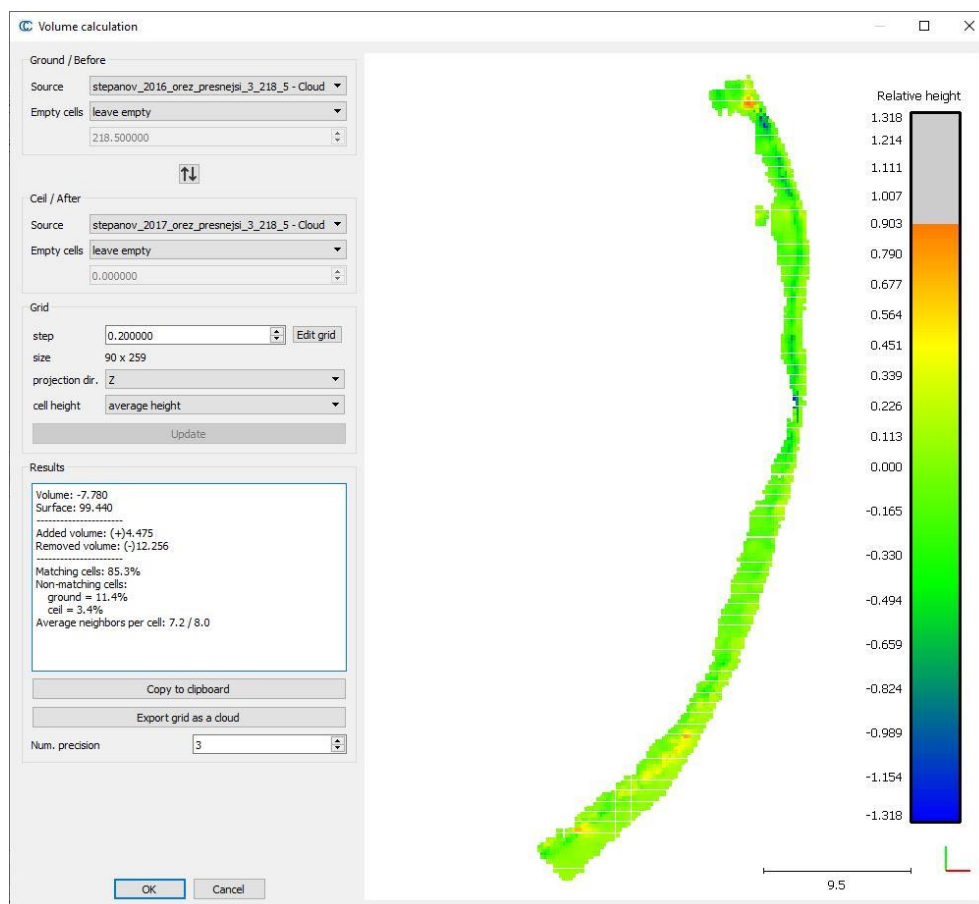 Volume calculation
Ground / Before
Source stepanov_2016_orez_presnejsi_3_218_5 - Cloud
Empty cells leave empty
218.500000
Ceil / After
Source stepanov_2017_orez_presnejsi_3_218_5 - Cloud
Empty cells leave empty
0.000000
Grid
step 0.200000 Edit grid
size 90 x 259
projection dir. Z
cell height average height
Update
Results
Volume: -7.780
Surface: 99.440
----------------------
Added volume: (+)4.475
Removed volume: (-)12.256
----------------------
Matching cells: 85.3%
Non-matching cells:
ground = 11.4%
ceil = 3.4%
Average neighbors per cell: 7.2 / 8.0
Copy to clipboard
Export grid as a cloud
Num. precision 3
OK Cancel
Relative height
1.318
1.214
1.111
1.007
0.903
0.790
0.677
0.564
0.451
0.339
0.226
0.113
0.000
-0.165
-0.330
-0.494
-0.659
-0.824
-0.989
-1.154
-1.318
9.5